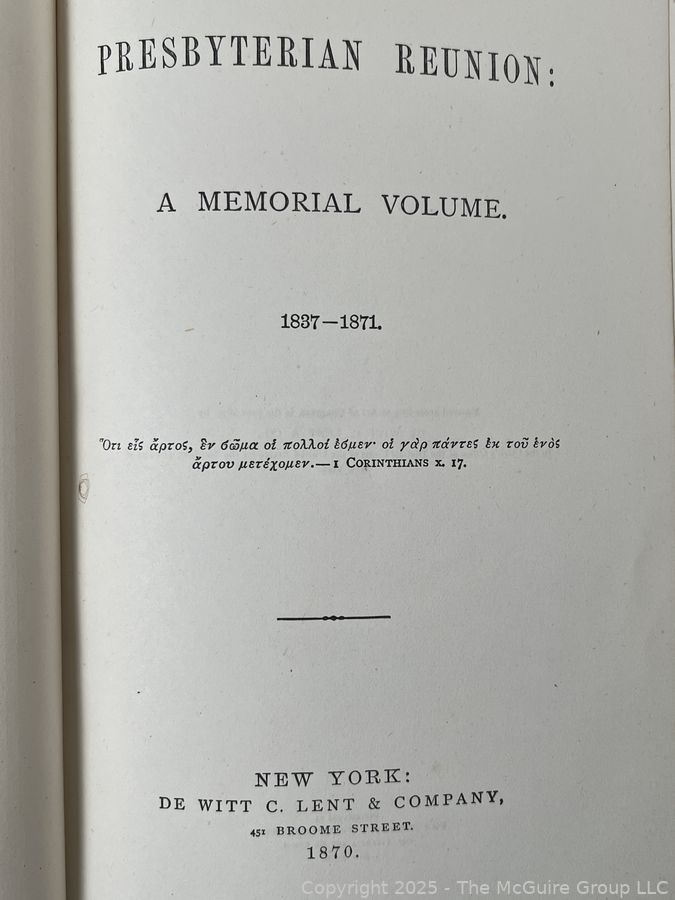 PRESBYTERIAN REUNION:
A MEMORIAL VOLUME.
1837—1871.
Ὅτι εἷς ἄρτος, ἓν σῶμα οἱ πολλοί ἐσμεν· οἱ γὰρ πάντες ἐκ τοῦ ἑνὸς
ἄρτου μετέχομεν.—1 CORINTHIANS x. 17.
NEW YORK:
DE WITT C. LENT & COMPANY,
451 BROOME STREET.
1870.
Copyright 2025 - The McGuire Group LLC